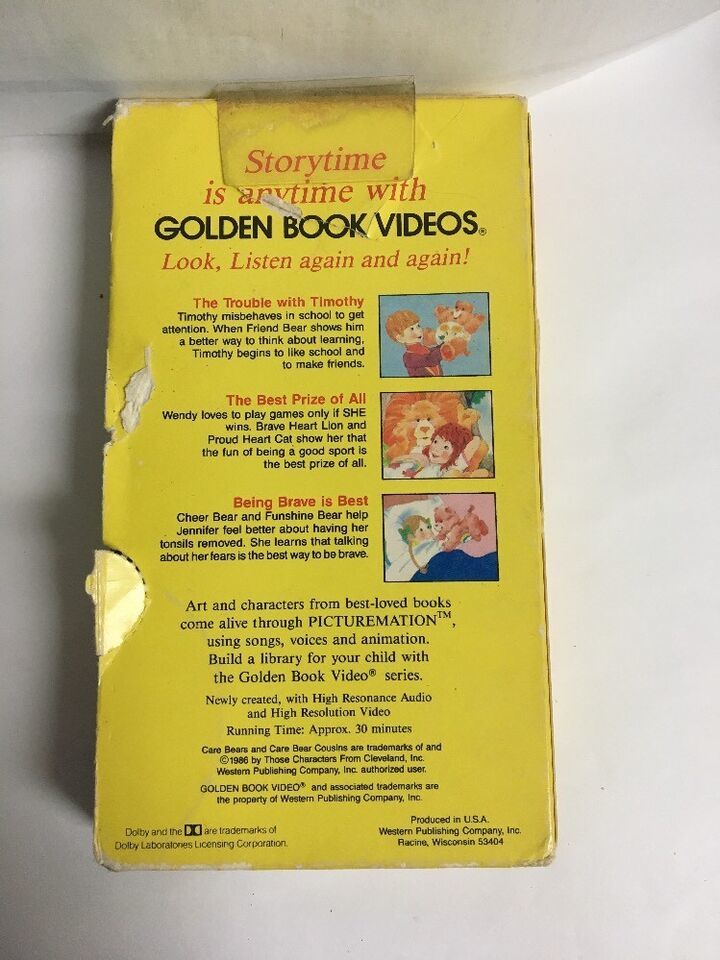 Storytime
is anytime with
GOLDEN BOOK VIDEOS®
Look, Listen again and again!
The Trouble with Timothy
Timothy misbehaves in school to get
attention. When Friend Bear shows him
a better way to think about learning,
Timothy begins to like school and
to make friends.
The Best Prize of All
Wendy loves to play games only if SHE
wins. Brave Heart Lion and
Proud Heart Cat show her that
the fun of being a good sport is
the best prize of all.
Being Brave is Best
Cheer Bear and Funshine Bear help
Jennifer feel better about having her
tonsils removed. She learns that talking
about her fears is the best way to be brave.
Art and characters from best-loved books
come alive through PICTUREMATION™,
using songs, voices and animation.
Build a library for your child with
the Golden Book Video® series.
Newly created, with High Resonance Audio
and High Resolution Video
Running Time: Approx. 30 minutes
Care Bears and Care Bear Cousins are trademarks of and
©1986 by Those Characters From Cleveland, Inc.
Western Publishing Company, Inc. authorized user.
GOLDEN BOOK VIDEO® and associated trademarks are
the property of Western Publishing Company, Inc.
Dolby and the are trademarks of
Dolby Laboratories Licensing Corporation.
Produced in U.S.A.
Western Publishing Company, Inc.
Racine, Wisconsin 53404